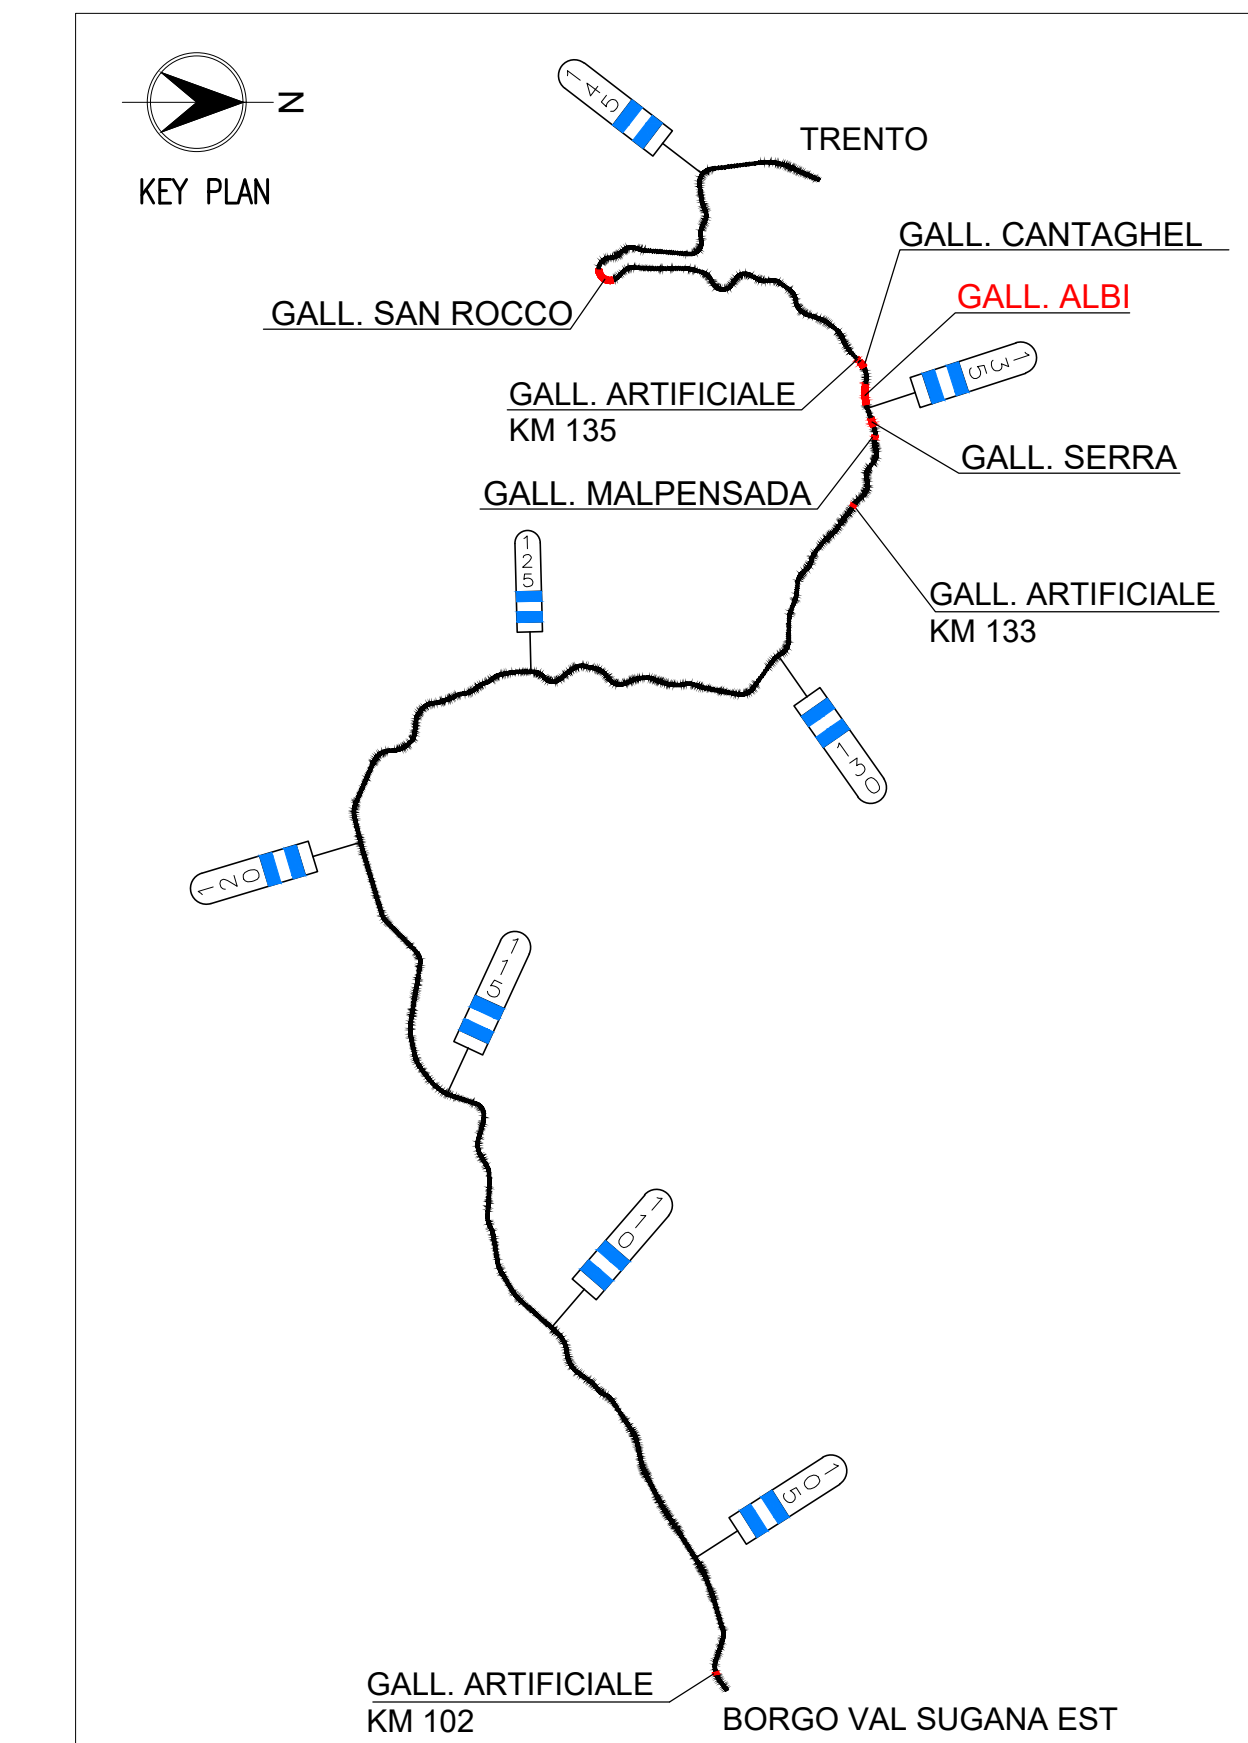 145
TRENTO
N
KEY PLAN
GALL. CANTAGHEL
GALL. ALBI
GALL. SAN ROCCO
135
GALL. ARTIFICIALE
KM 135
GALL. SERRA
GALL. MALPENSADA
125
GALL. ARTIFICIALE
KM 133
130
120
115
110
105
GALL. ARTIFICIALE
KM 102
BORGO VAL SUGANA EST